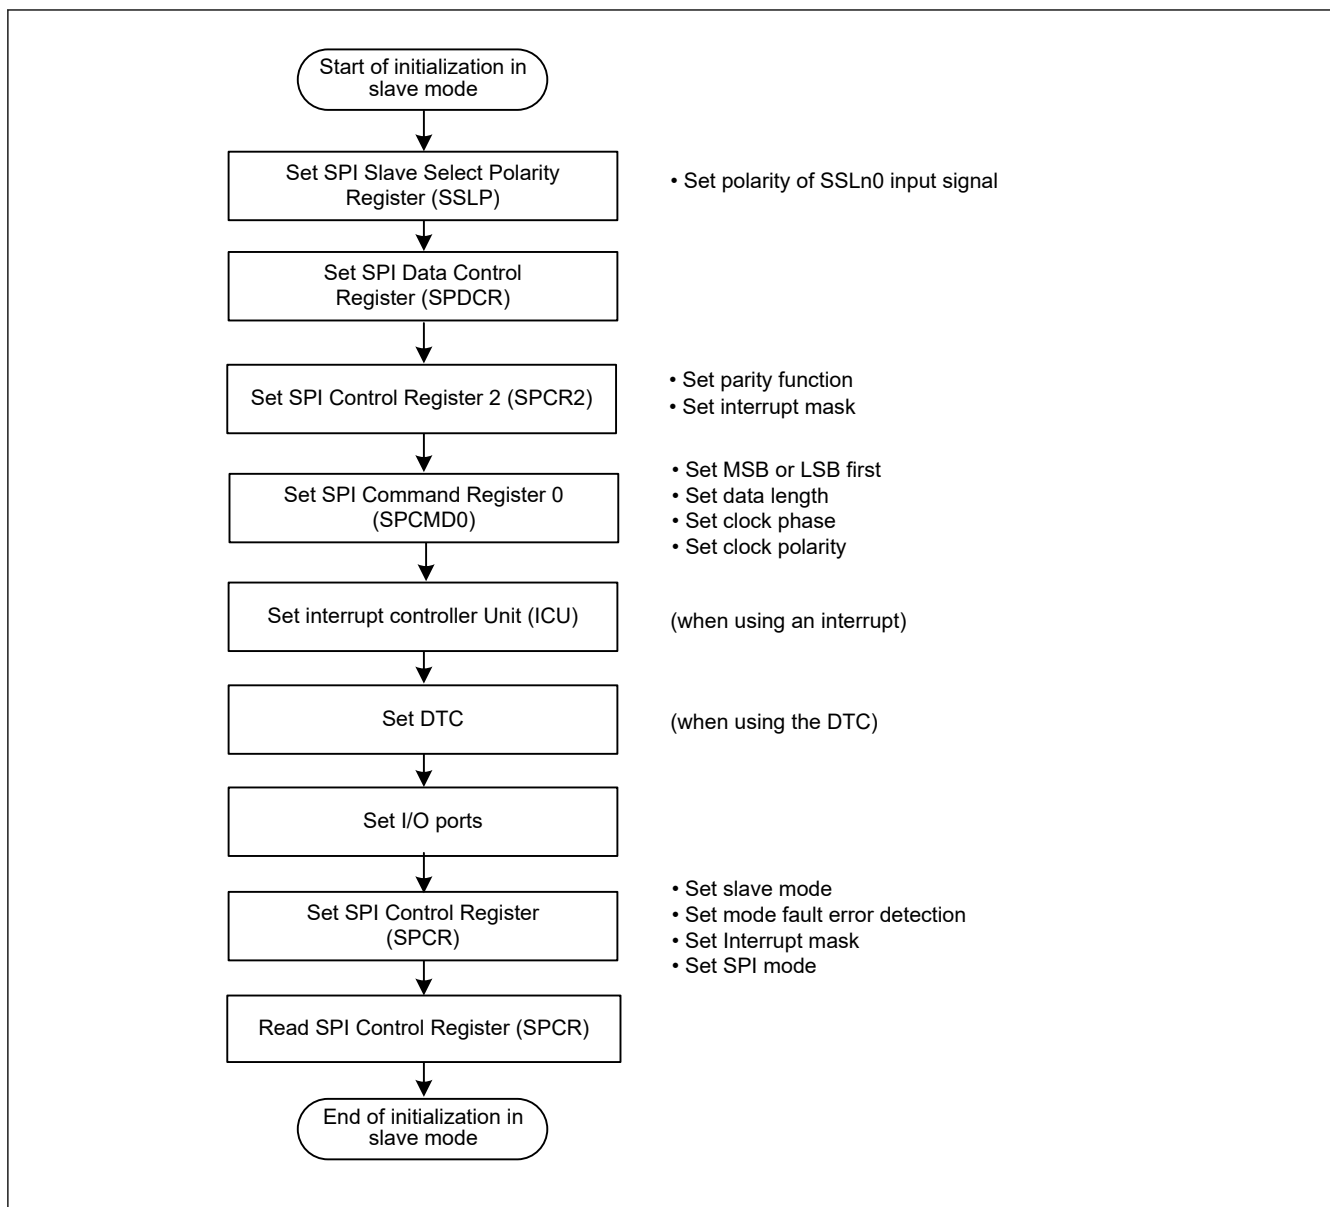 Start of initialization in
slave mode
Set SPI Slave Select Polarity
Register (SSLP)
• Set polarity of SSLn0 input signal
Set SPI Data Control
Register (SPDCR)
Set SPI Control Register 2 (SPCR2)
• Set parity function
• Set interrupt mask
Set SPI Command Register 0
(SPCMD0)
• Set MSB or LSB first
• Set data length
• Set clock phase
• Set clock polarity
Set interrupt controller Unit (ICU)
(when using an interrupt)
Set DTC
(when using the DTC)
Set I/O ports
Set SPI Control Register
(SPCR)
• Set slave mode
• Set mode fault error detection
• Set Interrupt mask
• Set SPI mode
Read SPI Control Register (SPCR)
End of initialization in
slave mode